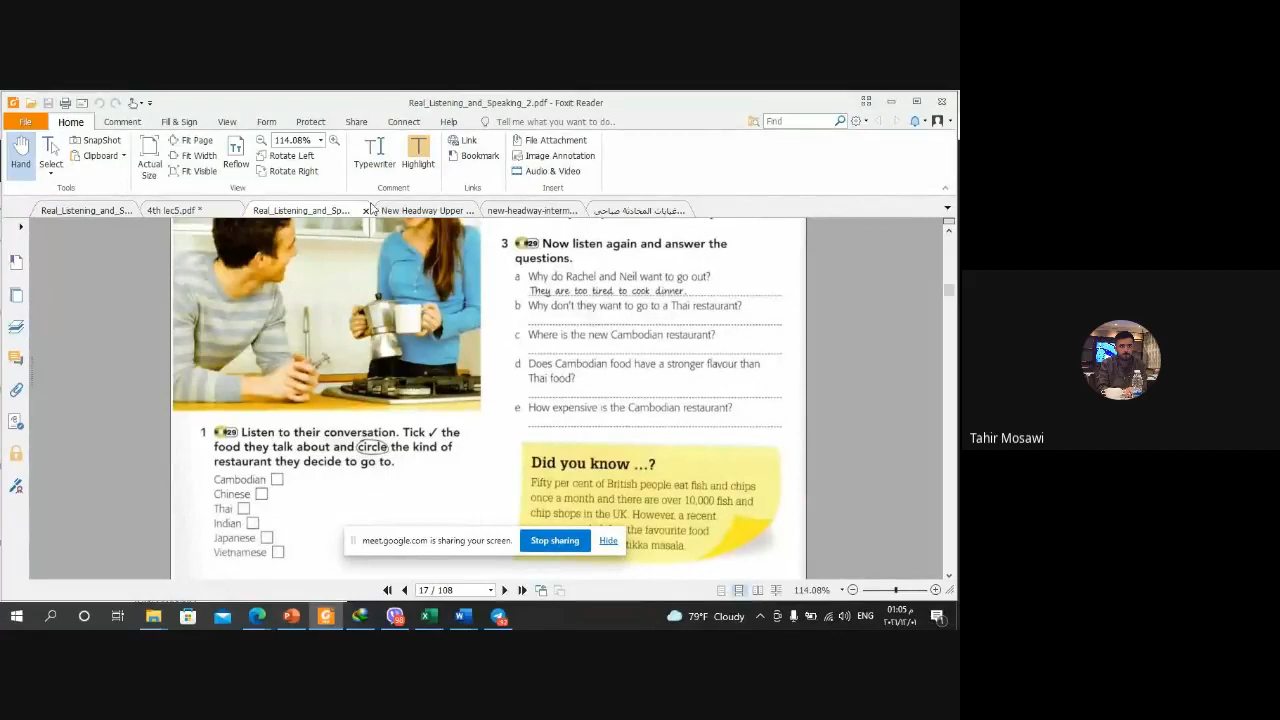 Real_Listening_and_Speaking_2.pdf - Foxit Reader
File Home Comment Fill & Sign View Form Protect Share Connect Help Tell me what you want to do.. Find
Hand
Select
SnapShot
Clipboard
Tools
Actual Size
Fit Page
Fit Width
Fit Visible
Reflow
114.08%
Rotate Left
Rotate Right
View
Typewriter
Highlight
Comment
Link
Bookmark
Links
File Attachment
Image Annotation
Audio & Video
Insert
Real_Listening_and_S... 4th lec5.pdf * Real_Listening_and_Sp... New Headway Upper ... new-headway-interm... غيابات المحادثة صباحي...
3 29 Now listen again and answer the
questions.
a Why do Rachel and Neil want to go out?
They are too tired to cook dinner.
b Why don't they want to go to a Thai restaurant?
c Where is the new Cambodian restaurant?
d Does Cambodian food have a stronger flavour than
Thai food?
e How expensive is the Cambodian restaurant?
1 29 Listen to their conversation. Tick ✓ the
food they talk about and circle the kind of
restaurant they decide to go to.
Cambodian
Chinese
Thai
Indian
Japanese
Vietnamese
Did you know ...?
Fifty per cent of British people eat fish and chips
once a month and there are over 10,000 fish and
chip shops in the UK. However, a recent
the favourite food
tikka masala.
meet.google.com is sharing your screen. Stop sharing Hide
17 / 108
114.08%
79°F Cloudy
ENG
م 01:05
Tahir Mosawi